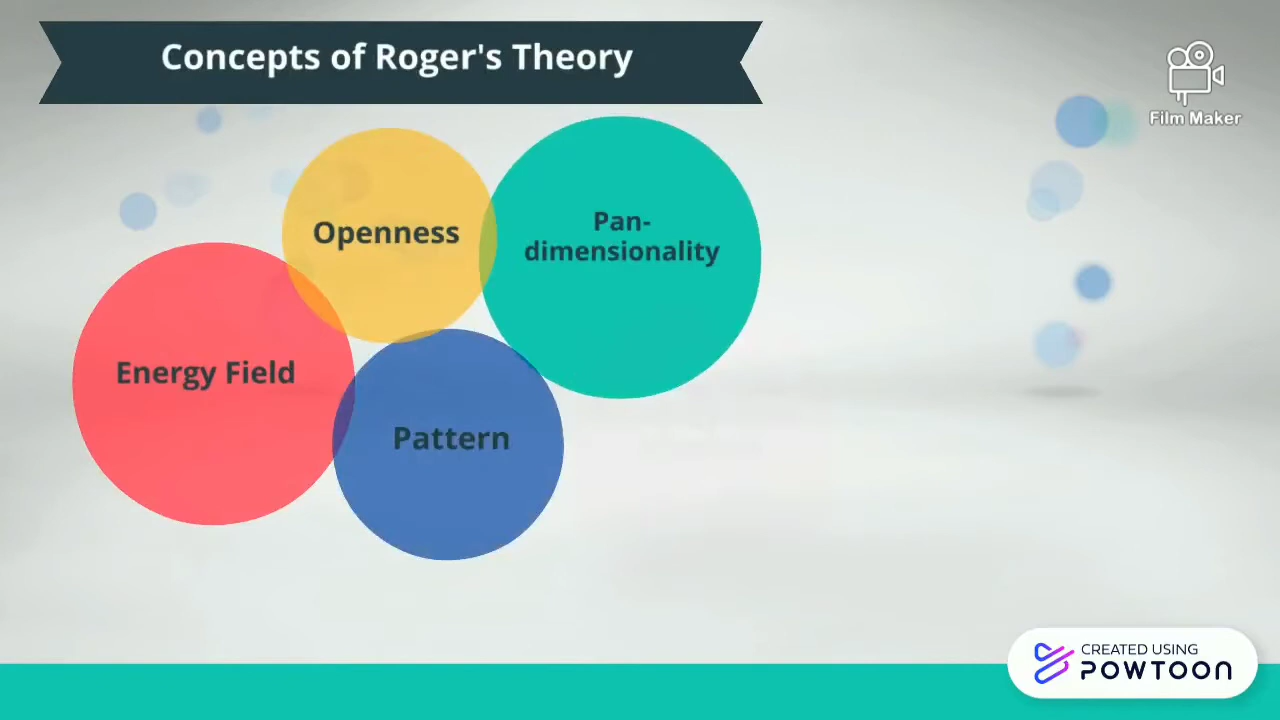 Concepts of Roger's Theory
Film Maker
Openness
Pan-
dimensionality
Energy Field
Pattern
CREATED USING
POWTOON